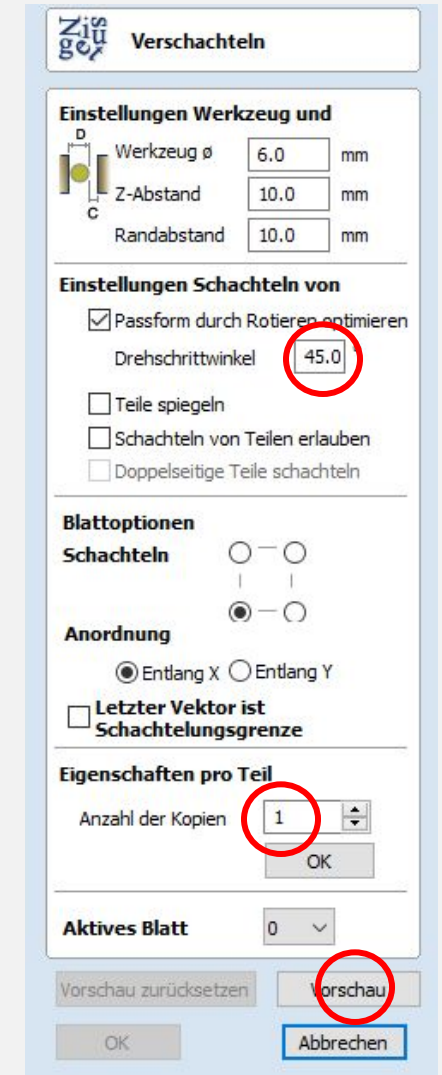 Verschachteln
Einstellungen Werkzeug und
D
C
Werkzeug ø 6.0 mm
Z-Abstand 10.0 mm
Randabstand 10.0 mm
Einstellungen Schachteln von
Passform durch Rotieren optimieren
Drehschrittwinkel 45.0 °
Teile spiegeln
Schachteln von Teilen erlauben
Doppelseitige Teile schachteln
Blattoptionen
Schachteln
Anordnung
Entlang X Entlang Y
Letzter Vektor ist
Schachtelungsgrenze
Eigenschaften pro Teil
Anzahl der Kopien 1
OK
Aktives Blatt 0
Vorschau zurücksetzen Vorschau
OK Abbrechen